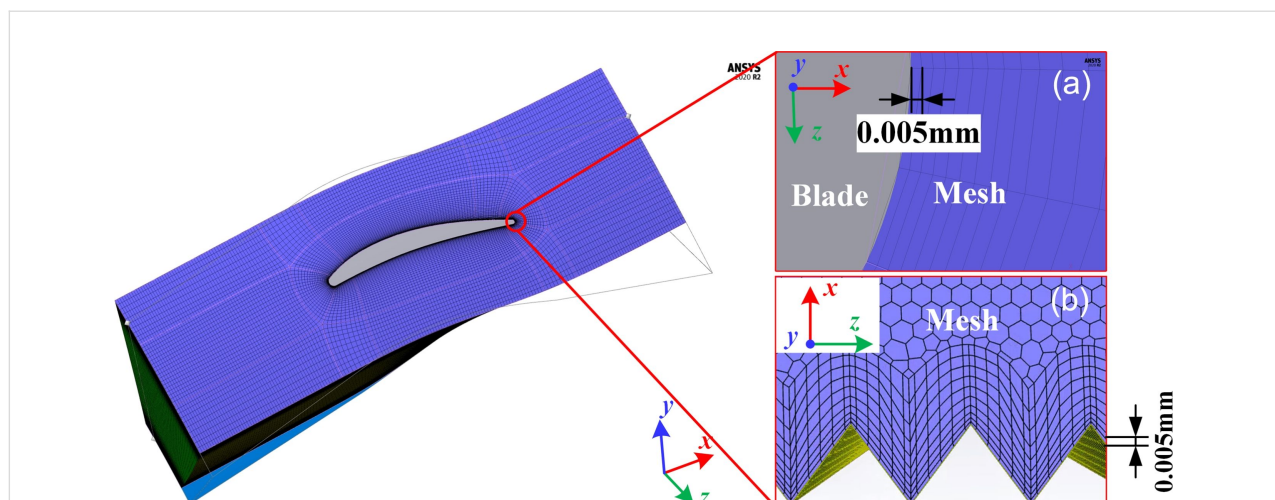 ANSYS
2020 R2
y
x
z
y
x
z
(a)
ANSYS
0.005mm
Blade
Mesh
x
y
z
(b)
Mesh
0.005mm